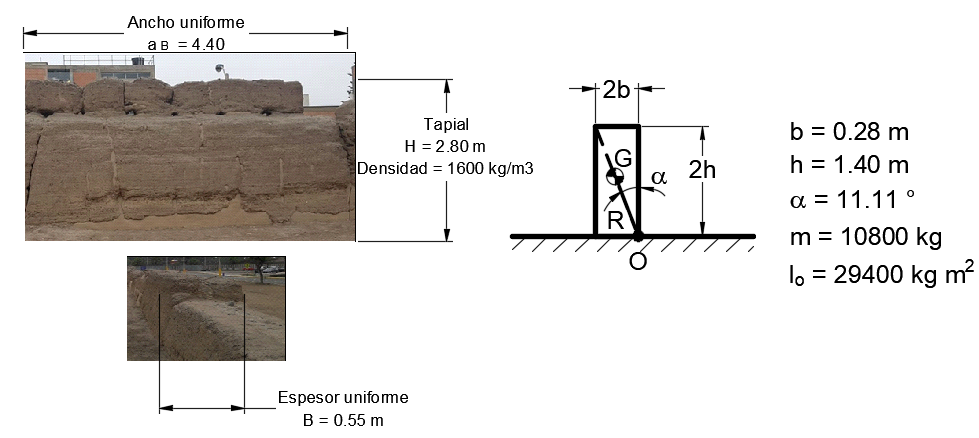 Ancho uniforme
a B = 4.40
Tapial
H = 2.80 m
Densidad = 1600 kg/m3
Espesor uniforme
B = 0.55 m
2b
G
α
2h
R
O
b = 0.28 m
h = 1.40 m
α = 11.11 °
m = 10800 kg
Io = 29400 kg m2